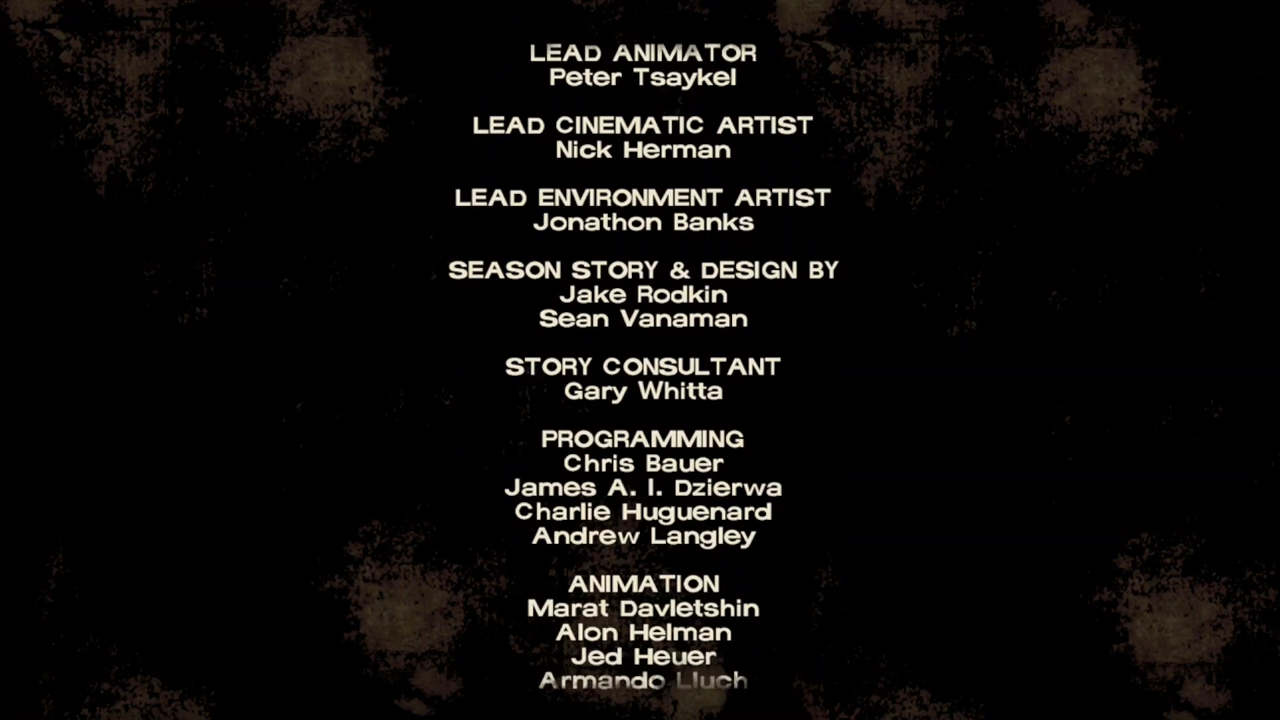 LEAD ANIMATOR
Peter Tsaykel
LEAD CINEMATIC ARTIST
Nick Herman
LEAD ENVIRONMENT ARTIST
Jonathon Banks
SEASON STORY & DESIGN BY
Jake Rodkin
Sean Vanaman
STORY CONSULTANT
Gary Whitta
PROGRAMMING
Chris Bauer
James A. I. Dzierwa
Charlie Huguenard
Andrew Langley
ANIMATION
Marat Davletshin
Alon Helman
Jed Heuer
Armando Lluch